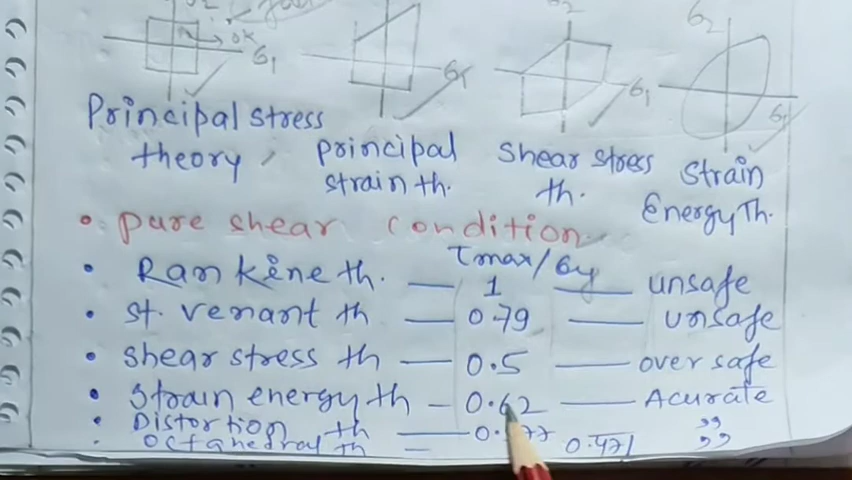 σ2
σ2
σ1
σ1
σ1
σ1
Principal stress theory
principal strain th.
Shear stress th.
Strain Energy Th.
• pure shear condition
τmax/σy
• Rankine th. — 1 — unsafe
• St. venant th — 0.79 — unsafe
• shear stress th — 0.5 — over safe
• Strain energy th – 0.62 — Acurate
• Distortion th — 0.577 ,,
• octahedral th — 0.471 ,,